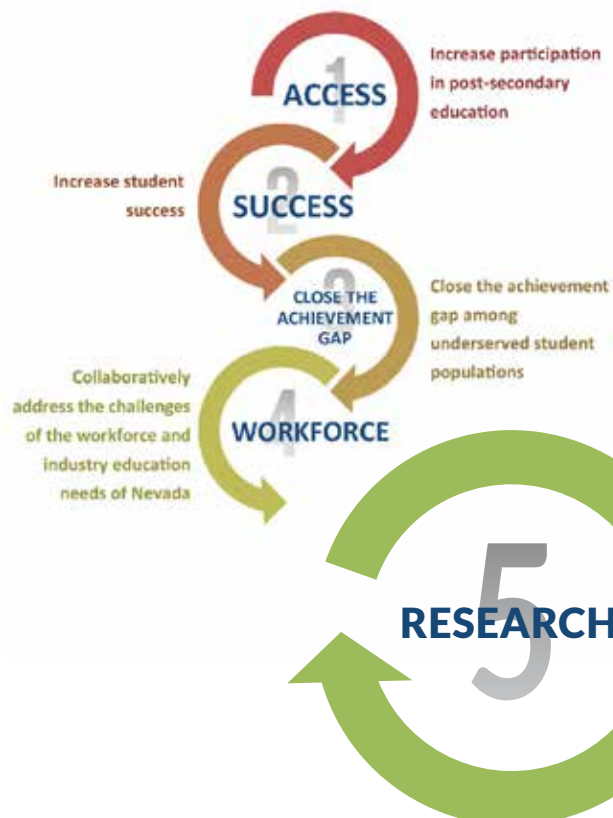 1
ACCESS
Increase participation
in post-secondary
education
Increase student
success
2
SUCCESS
3
CLOSE THE
ACHIEVEMENT
GAP
Close the achievement
gap among
underserved student
populations
Collaboratively
address the challenges
of the workforce and
industry education
needs of Nevada
4
WORKFORCE
5
RESEARCH